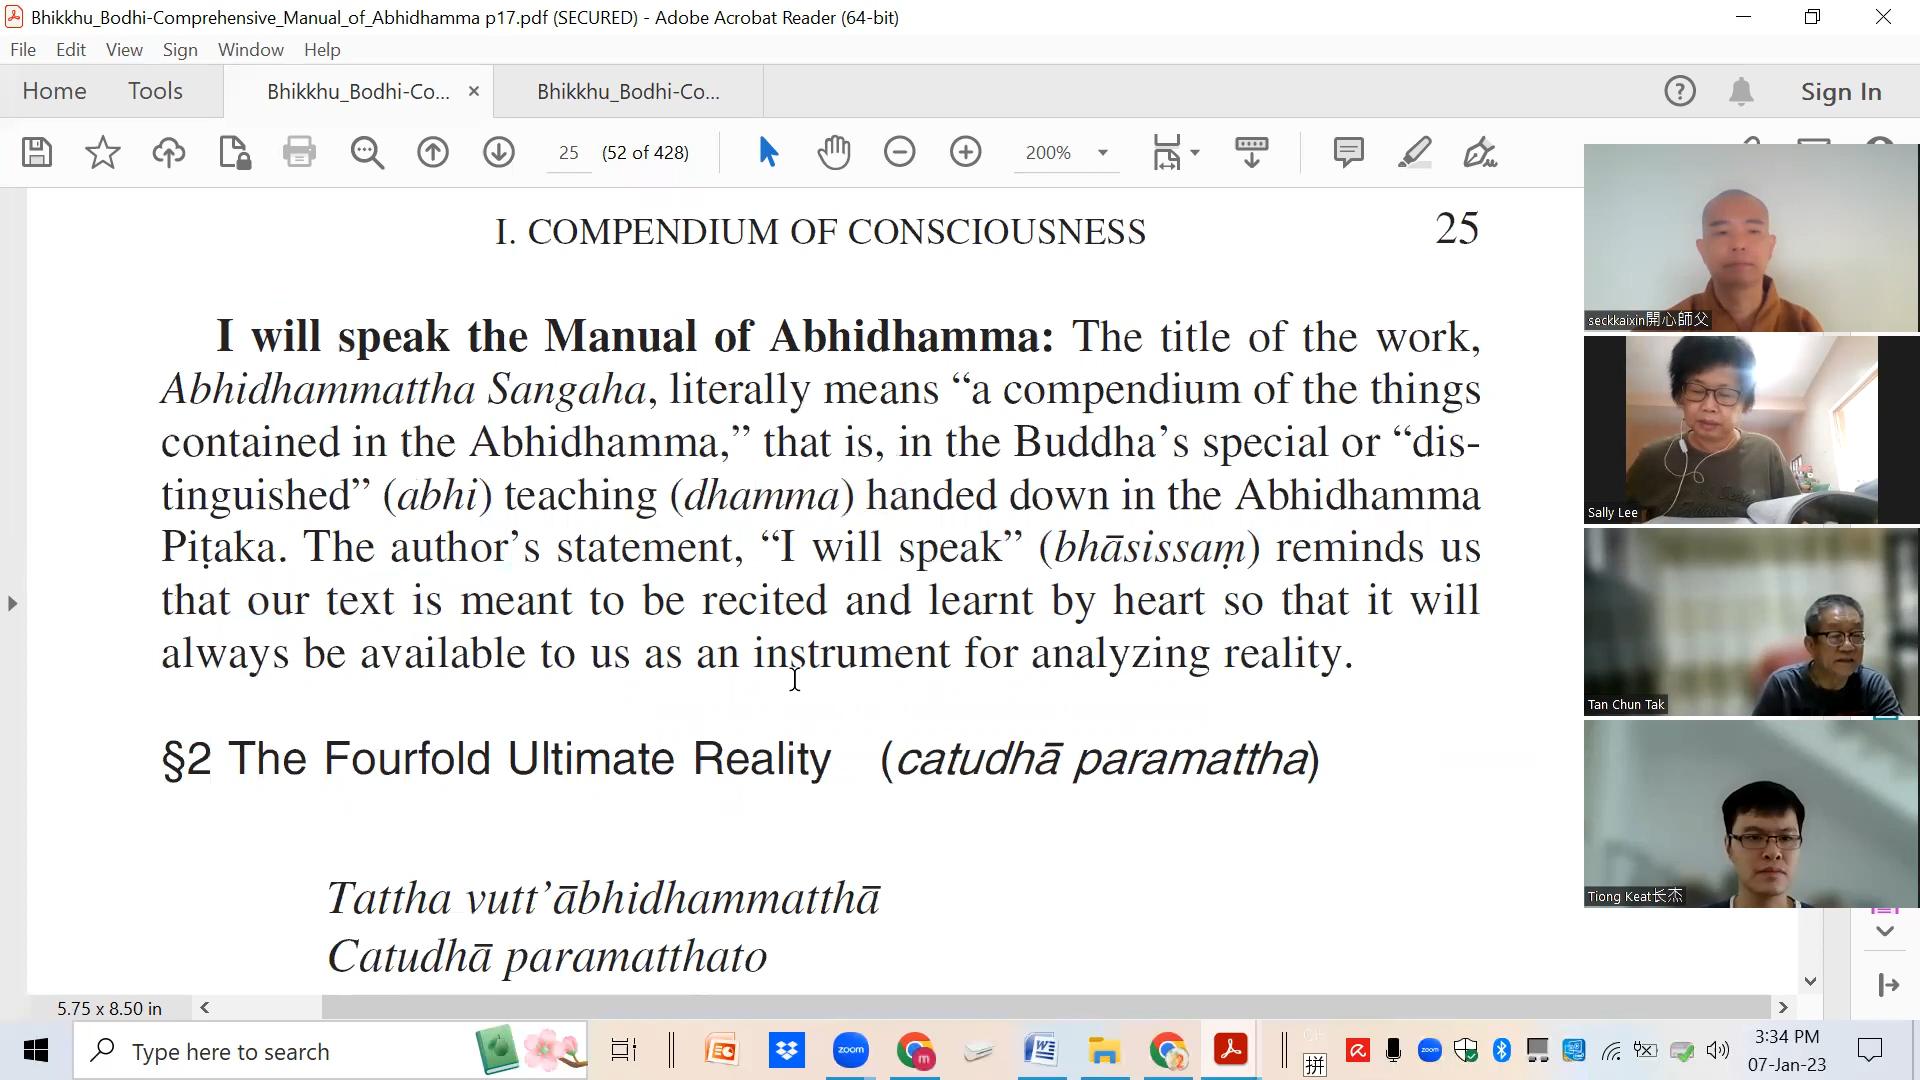 Bhikkhu_Bodhi-Comprehensive_Manual_of_Abhidhamma p17.pdf (SECURED) - Adobe Acrobat Reader (64-bit)
File Edit View Sign Window Help
Home Tools Bhikkhu_Bodhi-Co... × Bhikkhu_Bodhi-Co... Sign In
25 (52 of 428) 200%
I. COMPENDIUM OF CONSCIOUSNESS 25
I will speak the Manual of Abhidhamma: The title of the work,
Abhidhammattha Sangaha, literally means “a compendium of the things
contained in the Abhidhamma,” that is, in the Buddha’s special or “dis-
tinguished” (abhi) teaching (dhamma) handed down in the Abhidhamma
Piṭaka. The author’s statement, “I will speak” (bhāsissaṃ) reminds us
that our text is meant to be recited and learnt by heart so that it will
always be available to us as an instrument for analyzing reality.
§2 The Fourfold Ultimate Reality (catudhā paramattha)
Tattha vutt’ābhidhammatthā
Catudhā paramatthato
seckkaixin開心師父
Sally Lee
Tan Chun Tak
Tiong Keat长杰
5.75 x 8.50 in
Type here to search
zoom
拼
3:34 PM
07-Jan-23